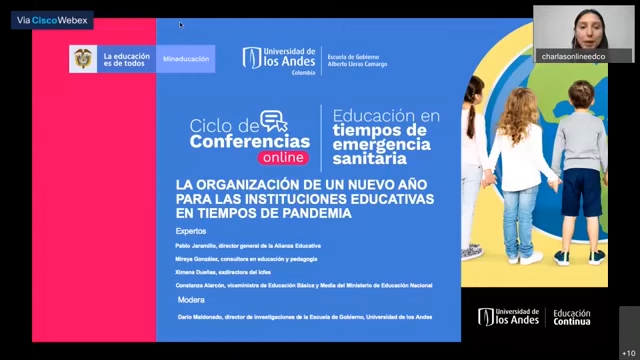 Via CiscoWebex
La educación
es de todos
Mineducación
Universidad de
los Andes
Colombia
Escuela de Gobierno
Alberto Lleras Camargo
charlasonlineedco
Ciclo de
Conferencias
online
Educación en
tiempos de
emergencia
sanitaria
LA ORGANIZACIÓN DE UN NUEVO AÑO
PARA LAS INSTITUCIONES EDUCATIVAS
EN TIEMPOS DE PANDEMIA
Expertos
Pablo Jaramillo, director general de la Alianza Educativa
Mireya González, consultora en educación y pedagogía
Ximena Dueñas, exdirectora del Icfes
Constanza Alarcón, viceministra de Educación Básica y Media del Ministerio de Educación Nacional
Modera
Darío Maldonado, director de investigaciones de la Escuela de Gobierno, Universidad de los Andes
Universidad de
los Andes
Educación
Continua
+10